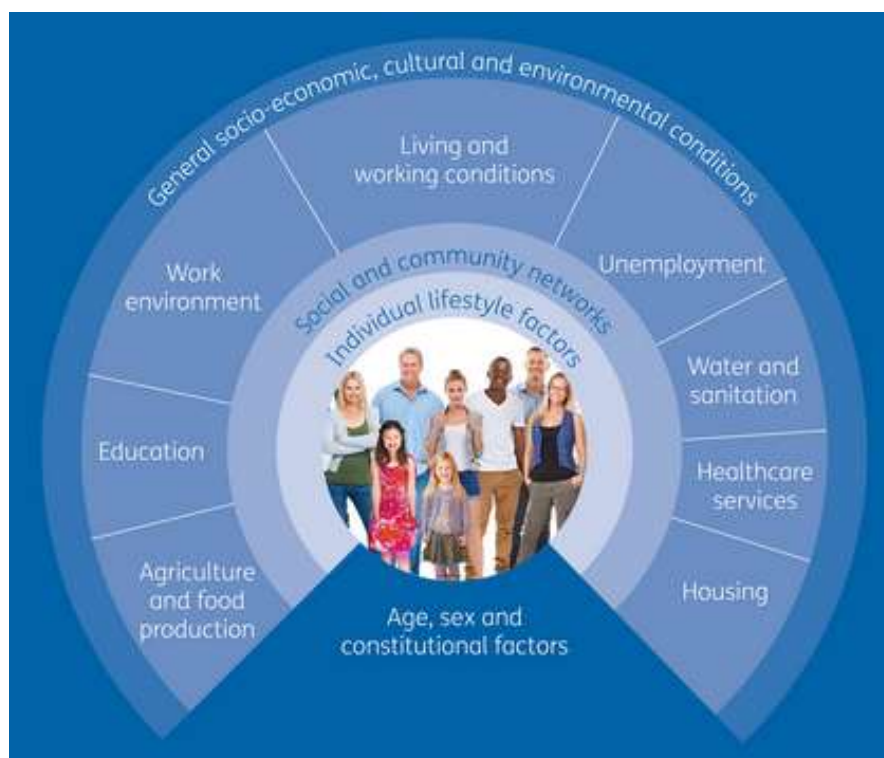 General socio-economic, cultural and environmental conditions
Living and
working conditions
Work
environment
Unemployment
Social and community networks
Individual lifestyle factors
Water and
sanitation
Education
Healthcare
services
Agriculture
and food
production
Housing
Age, sex and
constitutional factors